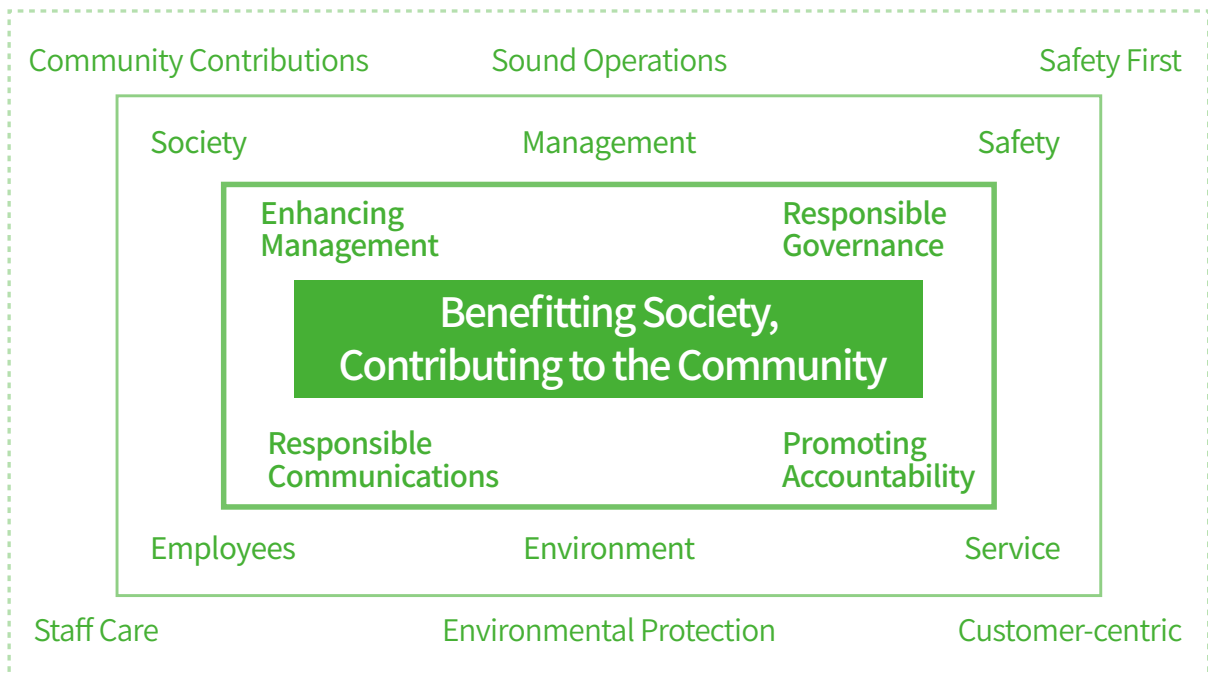 Community Contributions
Sound Operations
Safety First
Society
Management
Safety
Enhancing
Management
Responsible
Governance
Benefitting Society,
Contributing to the Community
Responsible
Communications
Promoting
Accountability
Employees
Environment
Service
Staff Care
Environmental Protection
Customer-centric